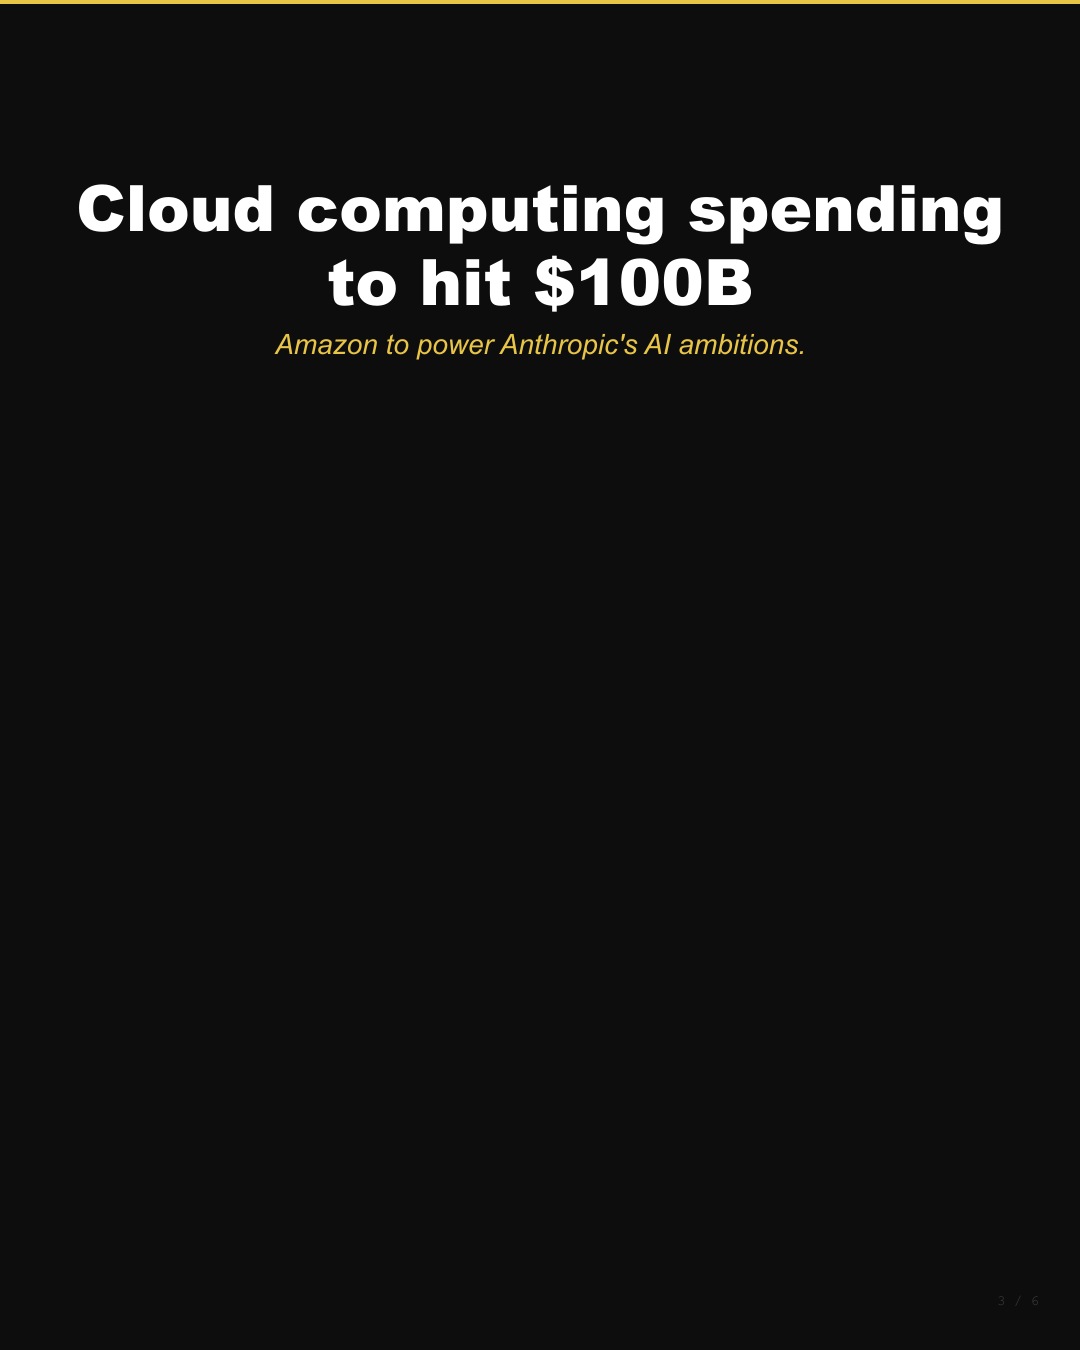 Cloud computing spending
to hit $100B
Amazon to power Anthropic's AI ambitions.
3 / 6